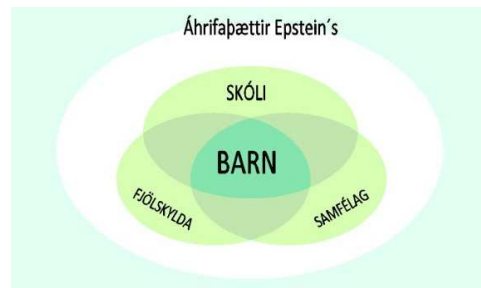 Áhrifaþættir Epstein´s
SKÓLI
BARN
FJÖLSKYLDA
SAMFÉLAG